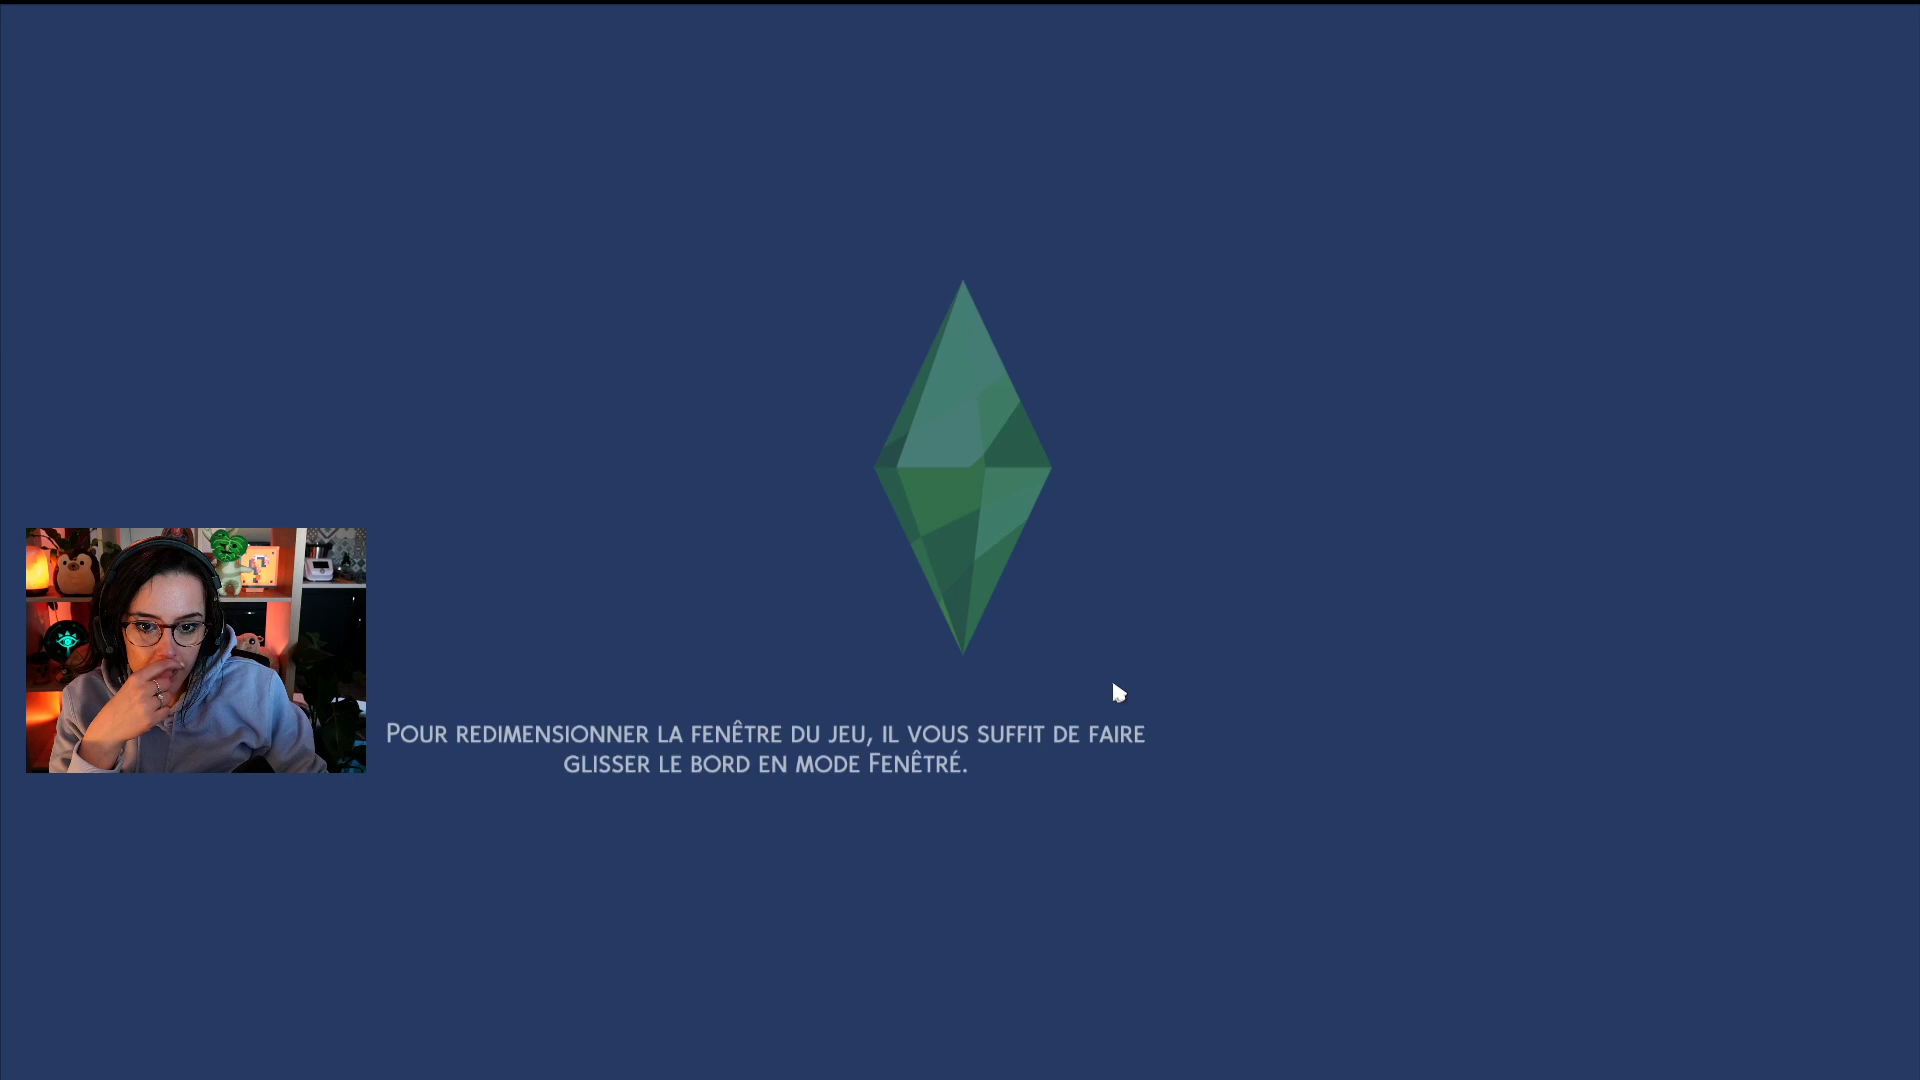 Pour redimensionner la fenêtre du jeu, il vous suffit de faire
glisser le bord en mode Fenêtré.